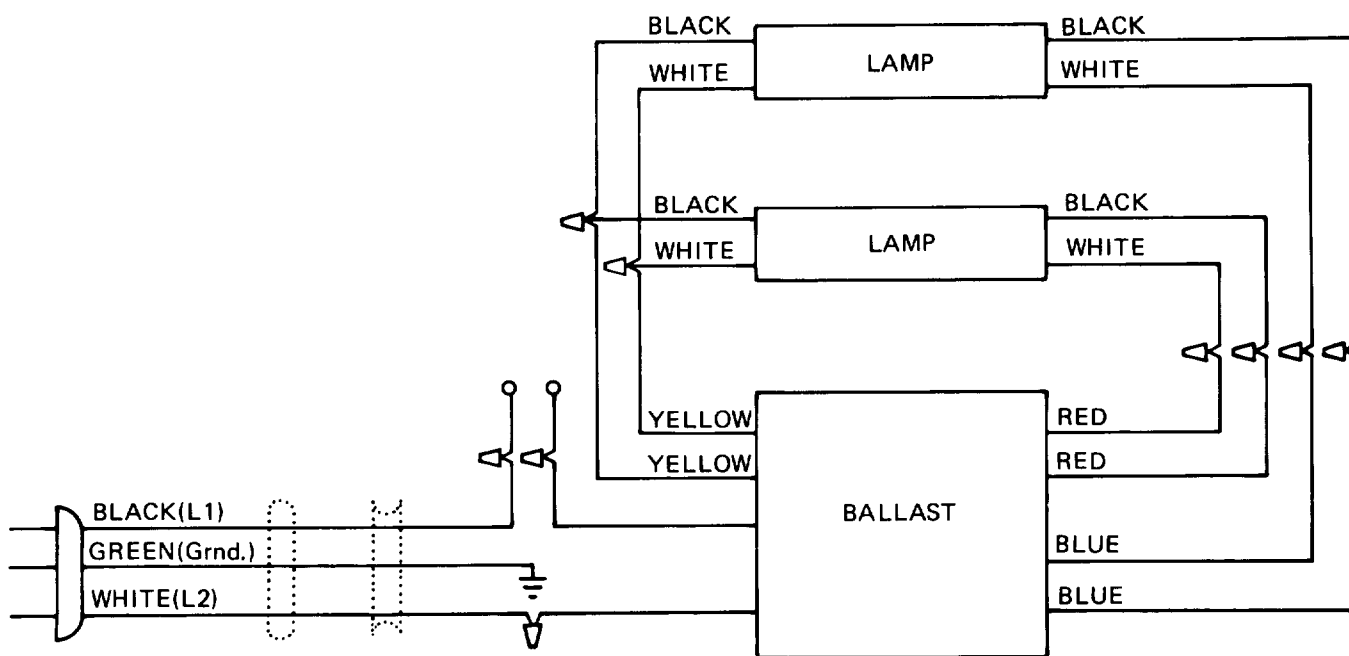 BLACK
BLACK
LAMP
WHITE
WHITE
BLACK
BLACK
LAMP
WHITE
WHITE
YELLOW
RED
YELLOW
RED
BLACK(L1)
BALLAST
GREEN(Grnd.)
BLUE
WHITE(L2)
BLUE